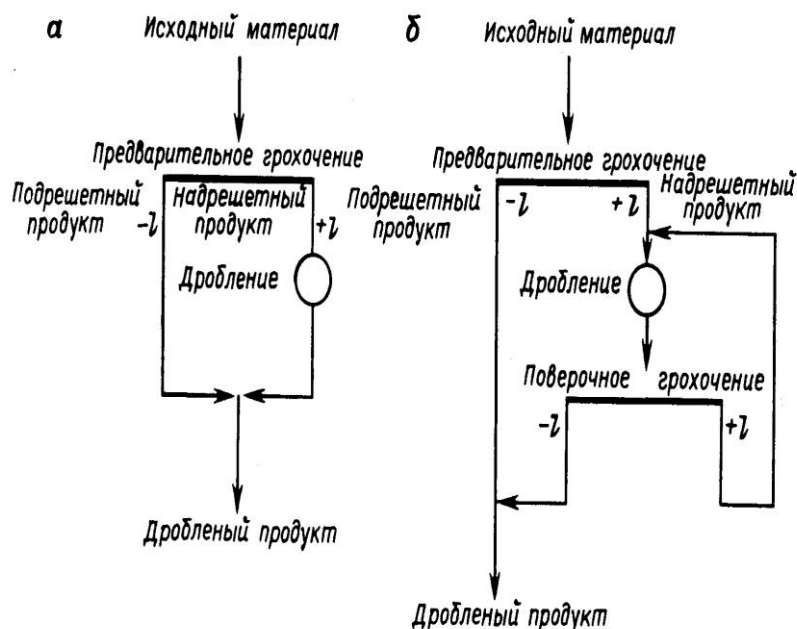 а
Исходный материал
Предварительное грохочение
Подрешетный
продукт
-l
Надрешетный
продукт
+l
Дробление
Дробленый продукт
б
Исходный материал
Предварительное грохочение
Подрешетный
продукт
-l
+l
Надрешетный
продукт
Дробление
Поверочное грохочение
-l
+l
Дробленый продукт